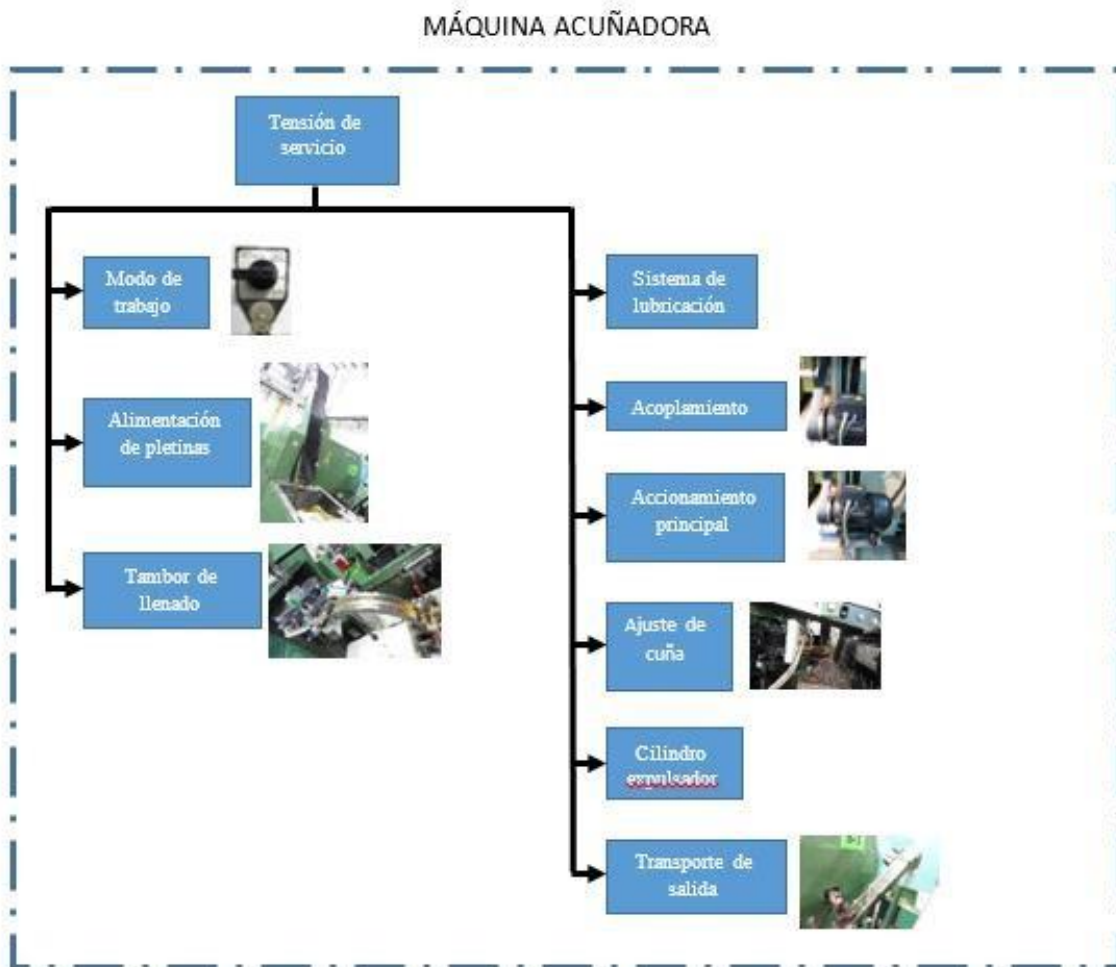 MÁQUINA ACUÑADORA
Tensión de
servicio
Modo de
trabajo
Alimentación
de pletinas
Tambor de
llenado
Sistema de
lubricación
Acoplamiento
Accionamiento
principal
Ajuste de
cuña
Cilindro
expulsador
Transporte de
salida